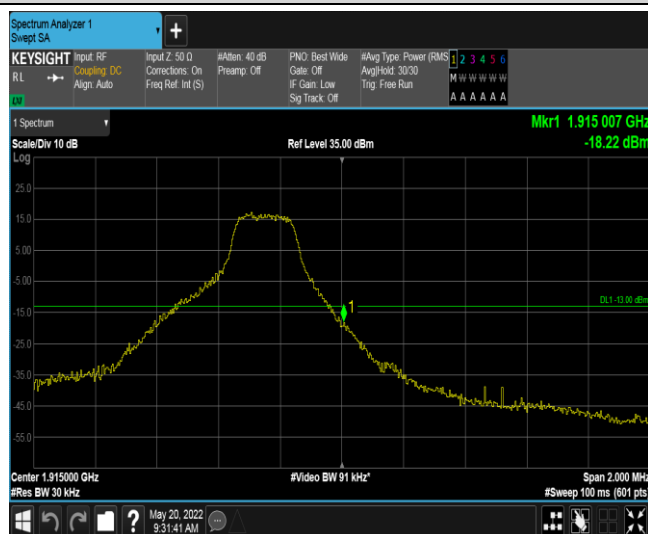 Spectrum Analyzer 1
Swept SA
+
KEYSIGHT
RL
LXI
Input: RF
Coupling: DC
Align: Auto
Input Z: 50 Ω
Corrections: On
Freq Ref: Int (S)
#Atten: 40 dB
Preamp: Off
PNO: Best Wide
Gate: Off
IF Gain: Low
Sig Track: Off
#Avg Type: Power (RMS
Avg|Hold: 30/30
Trig: Free Run
1 2 3 4 5 6
M W W W W W
A A A A A A
1 Spectrum
Scale/Div 10 dB
Ref Level 35.00 dBm
Mkr1 1.915 007 GHz
-18.22 dBm
Log
25.0
15.0
5.00
-5.00
-15.0
-25.0
-35.0
-45.0
-55.0
1
DL1 -13.00 dBm
Center 1.915000 GHz
#Res BW 30 kHz
#Video BW 91 kHz*
Span 2.000 MHz
#Sweep 100 ms (601 pts)
?
May 20, 2022
9:31:41 AM